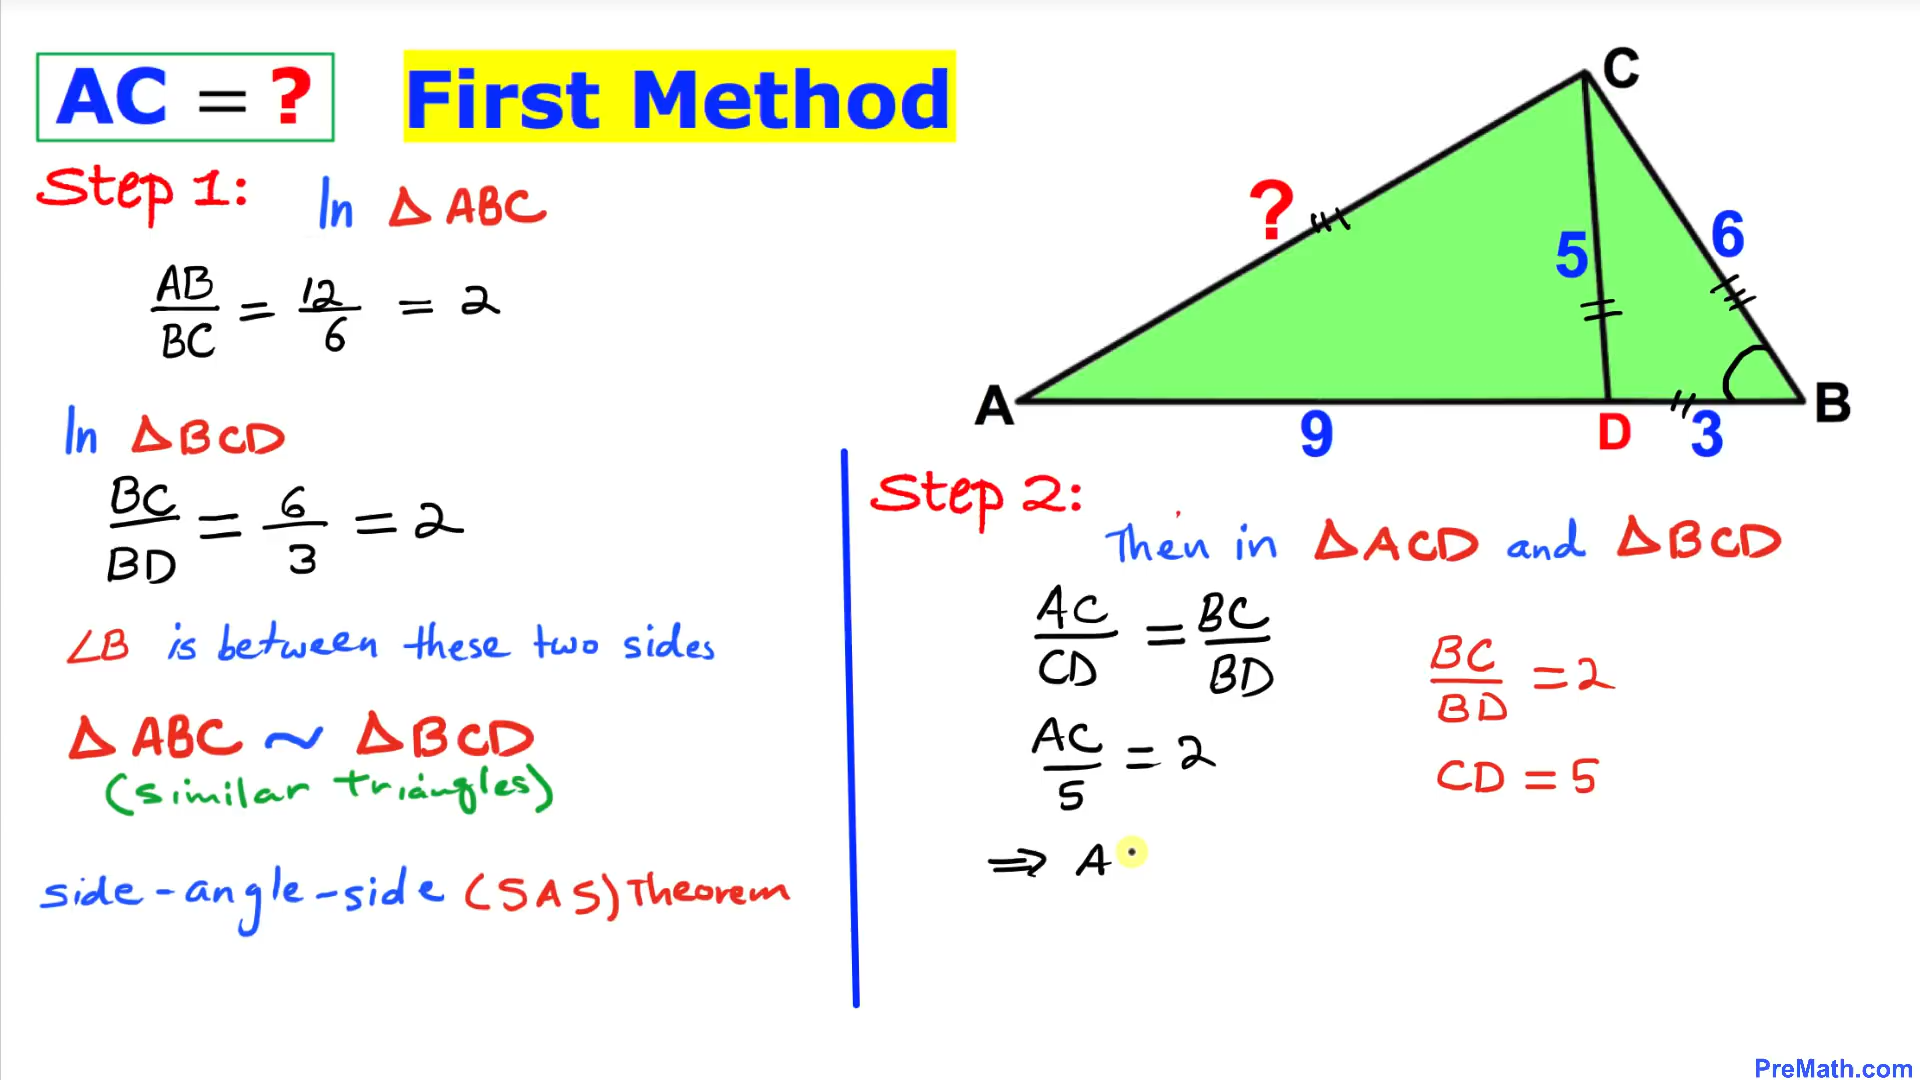 AC = ?
First Method
Step 1:
In Δ ABC
AB/BC = 12/6 = 2
In Δ BCD
BC/BD = 6/3 = 2
∠B is between these two sides
Δ ABC ~ Δ BCD
(similar triangles)
side-angle-side (SAS) Theorem
C
?
5
6
A
B
9
D
3
Step 2:
Then in Δ ACD and Δ BCD
AC/CD = BC/BD
BC/BD = 2
AC/5 = 2
CD = 5
⇒ A
PreMath.com